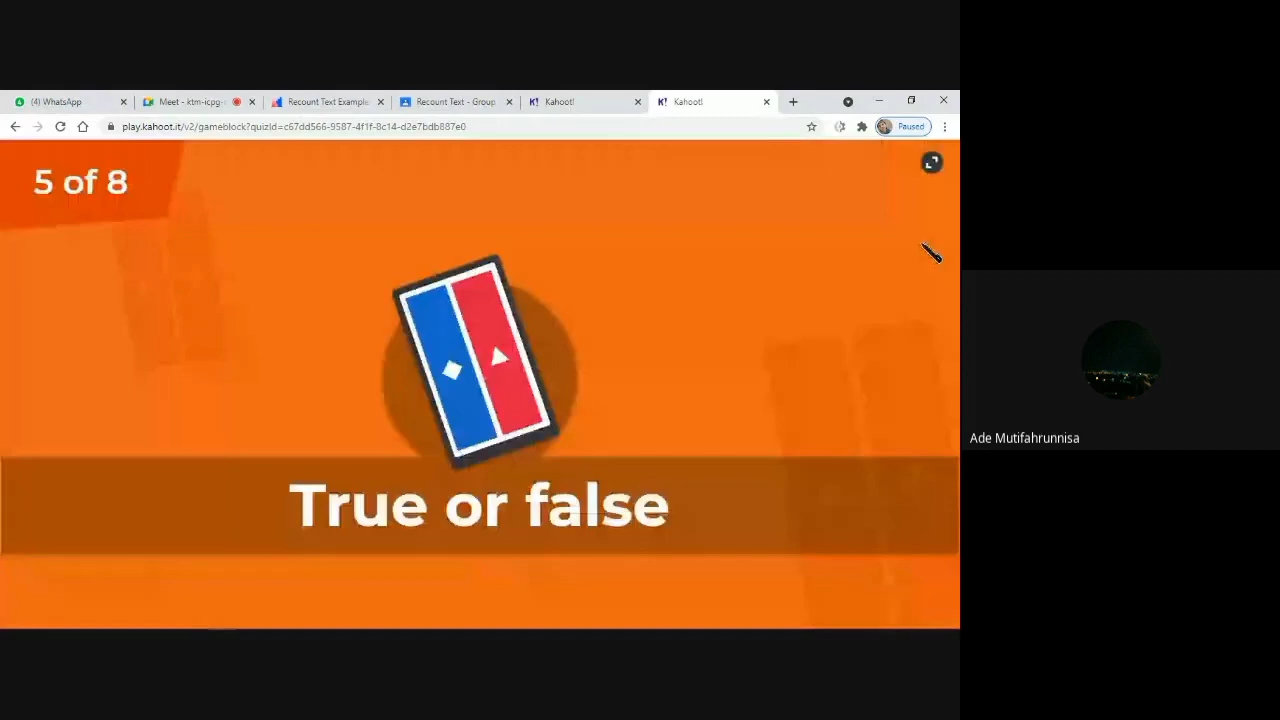 (4) WhatsApp
Meet - ktm-icpg-
Recount Text Example
Recount Text - Group
Kahoot!
Kahoot!
play.kahoot.it/v2/gameblock?quizId=c67dd566-9587-4f1f-8c14-d2e7bdb887e0
Paused
5 of 8
True or false
Ade Mutifahrunnisa